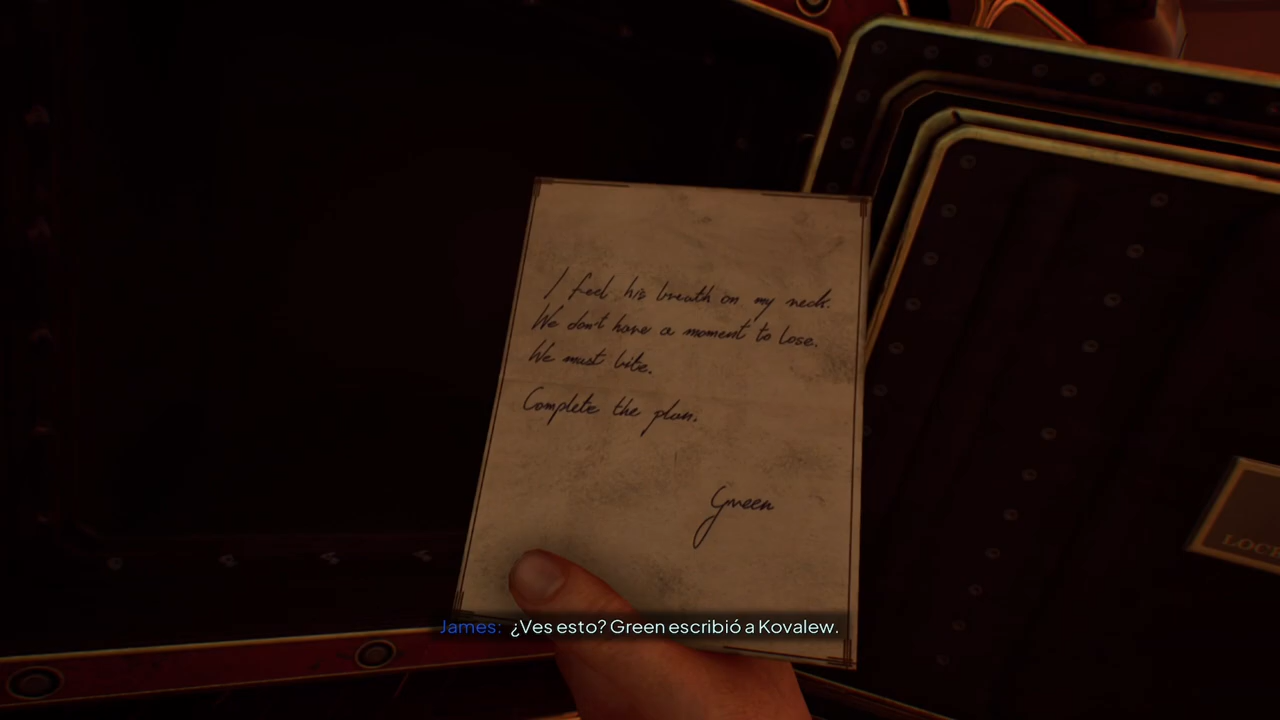 I feel his breath on my neck.
We don't have a moment to lose.
We must bite.
Complete the plan.
Green
James: ¿Ves esto? Green escribió a Kovalew.